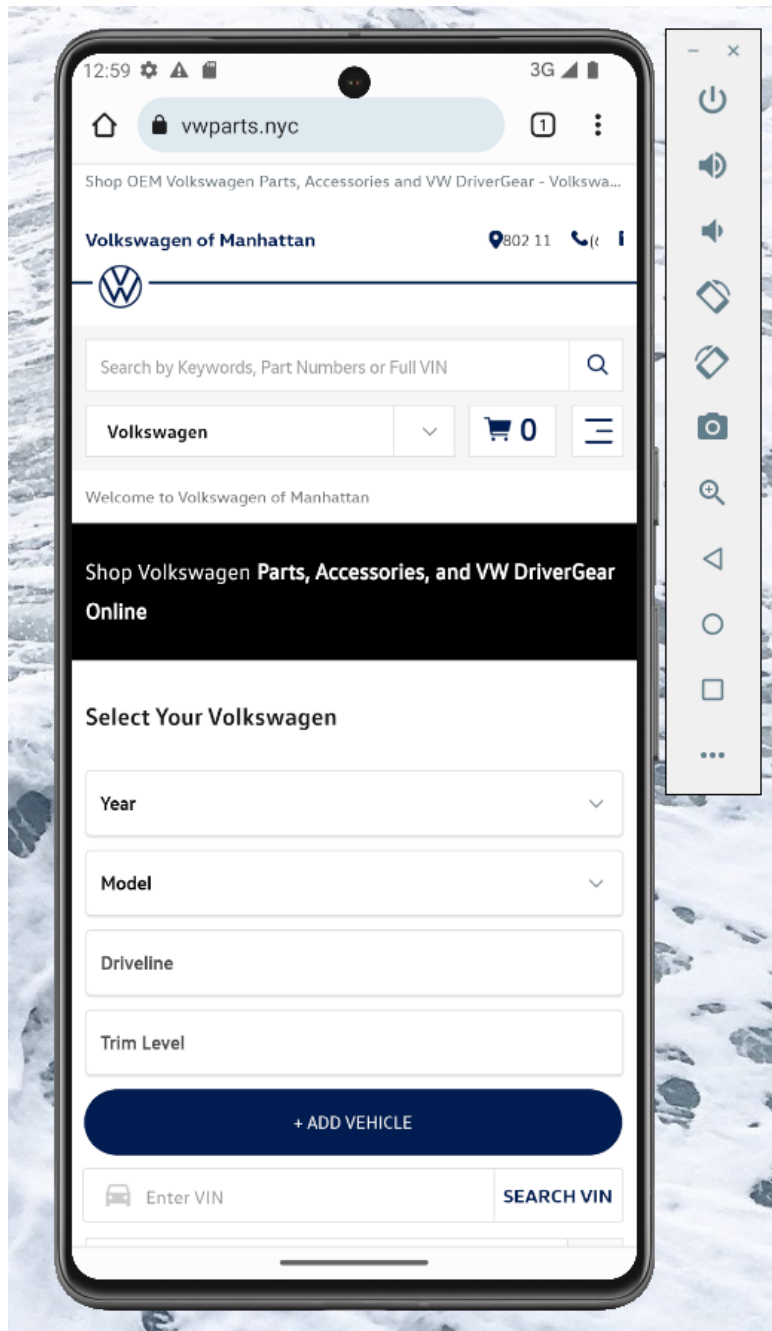 12:59
3G
vwparts.nyc
1
Shop OEM Volkswagen Parts, Accessories and VW DriverGear - Volkswa...
Volkswagen of Manhattan
802 11
Search by Keywords, Part Numbers or Full VIN
Volkswagen
0
Welcome to Volkswagen of Manhattan
Shop Volkswagen Parts, Accessories, and VW DriverGear
Online
Select Your Volkswagen
Year
Model
Driveline
Trim Level
+ ADD VEHICLE
Enter VIN
SEARCH VIN